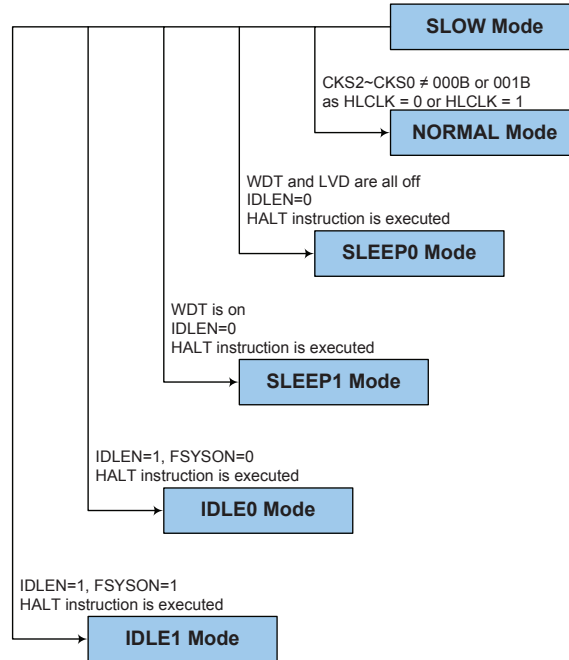 SLOW Mode
CKS2~CKS0 ≠ 000B or 001B
as HLCLK = 0 or HLCLK = 1
NORMAL Mode
WDT and LVD are all off
IDLEN=0
HALT instruction is executed
SLEEP0 Mode
WDT is on
IDLEN=0
HALT instruction is executed
SLEEP1 Mode
IDLEN=1, FSYSON=0
HALT instruction is executed
IDLE0 Mode
IDLEN=1, FSYSON=1
HALT instruction is executed
IDLE1 Mode